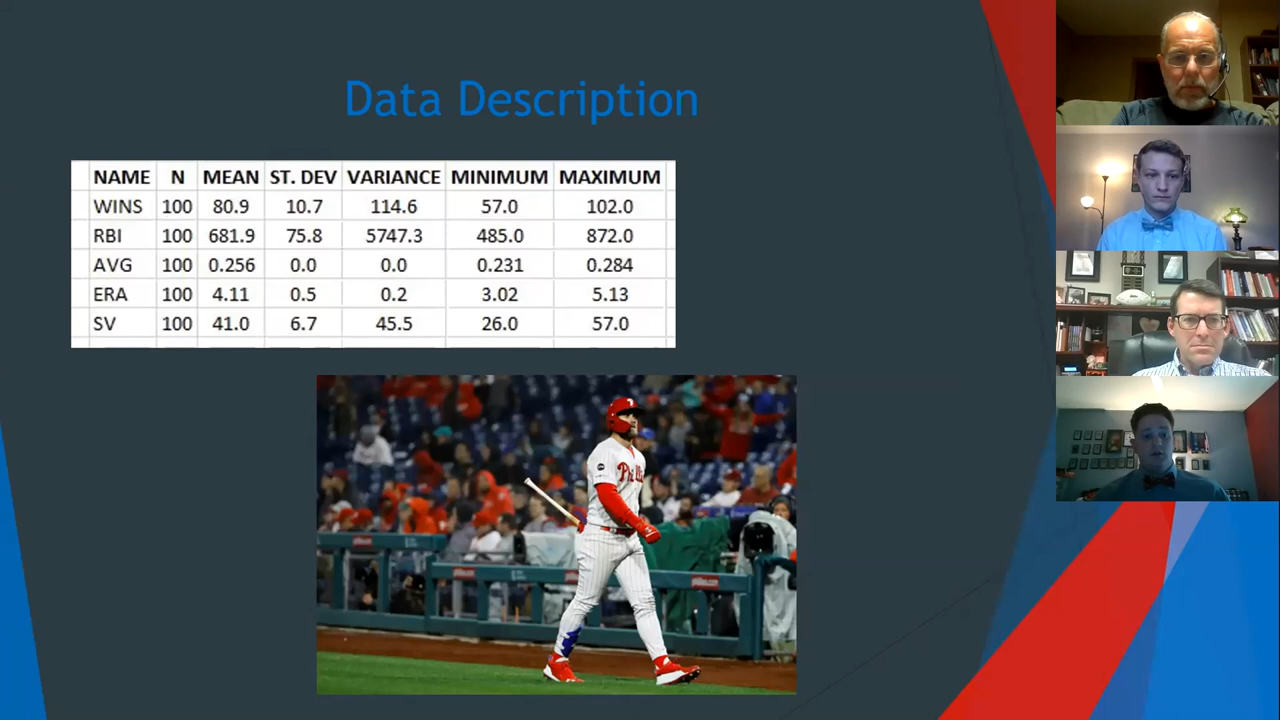 Data Description
NAME N MEAN ST. DEV VARIANCE MINIMUM MAXIMUM
WINS 100 80.9 10.7 114.6 57.0 102.0
RBI 100 681.9 75.8 5747.3 485.0 872.0
AVG 100 0.256 0.0 0.0 0.231 0.284
ERA 100 4.11 0.5 0.2 3.02 5.13
SV 100 41.0 6.7 45.5 26.0 57.0